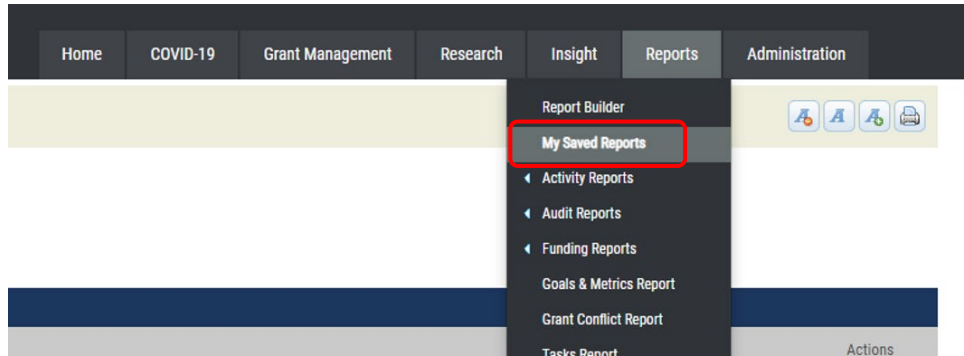 Home COVID-19 Grant Management Research Insight Reports Administration
Report Builder
My Saved Reports
Activity Reports
Audit Reports
Funding Reports
Goals & Metrics Report
Grant Conflict Report
Tasks Report
Actions